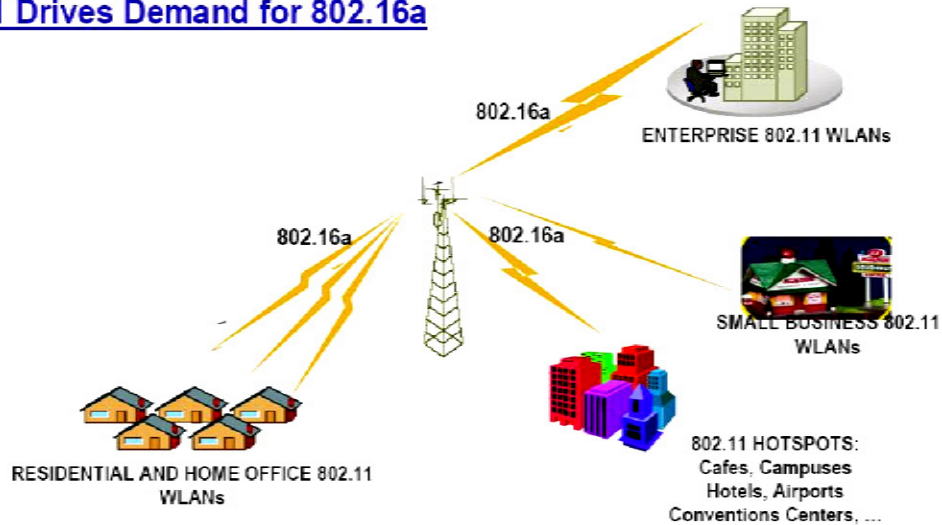 Drives Demand for 802.16a
802.16a
ENTERPRISE 802.11 WLANs
802.16a
802.16a
SMALL BUSINESS 802.11
WLANs
802.11 HOTSPOTS:
Cafes, Campuses
Hotels, Airports
Conventions Centers, ...
RESIDENTIAL AND HOME OFFICE 802.11
WLANs